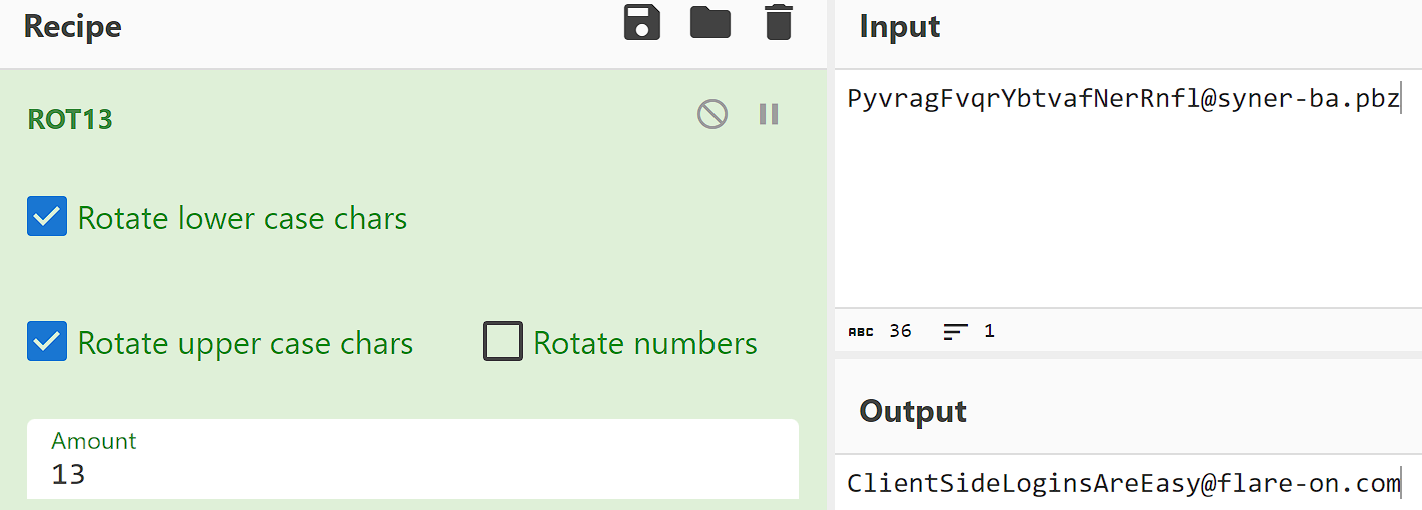 Recipe
ROT13
Rotate lower case chars
Rotate upper case chars
Rotate numbers
Amount
13
Input
PyvragFvqrYbtvafNerRnfl@syner-ba.pbz
ABC 36 1
Output
ClientSideLoginsAreEasy@flare-on.com